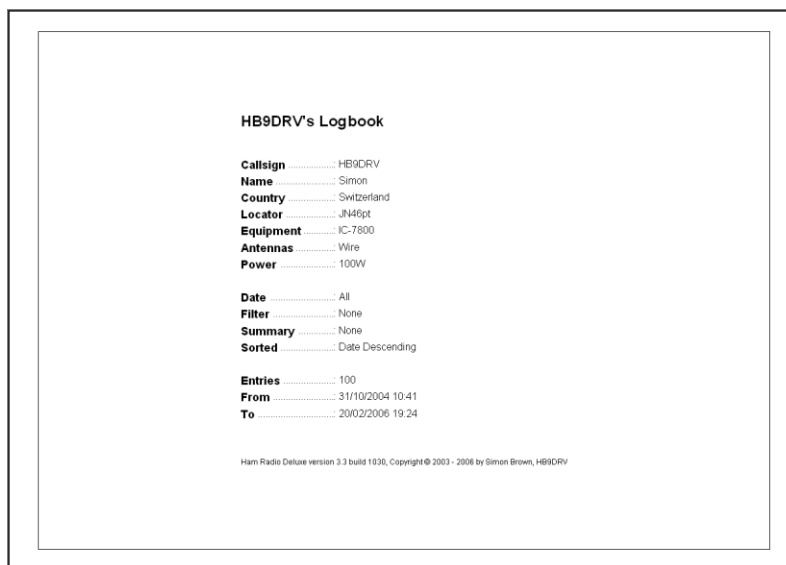 HB9DRV's Logbook
Callsign ..................: HB9DRV
Name ......................: Simon
Country ..................: Switzerland
Locator ...................: JN46pt
Equipment ............: IC-7800
Antennas ...............: Wire
Power ....................: 100W
Date ........................: All
Filter .......................: None
Summary ..............: None
Sorted ....................: Date Descending
Entries ...................: 100
From .......................: 31/10/2004 10:41
To ............................: 20/02/2006 19:24
Ham Radio Deluxe version 3.3 build 1030, Copyright © 2003 - 2006 by Simon Brown, HB9DRV